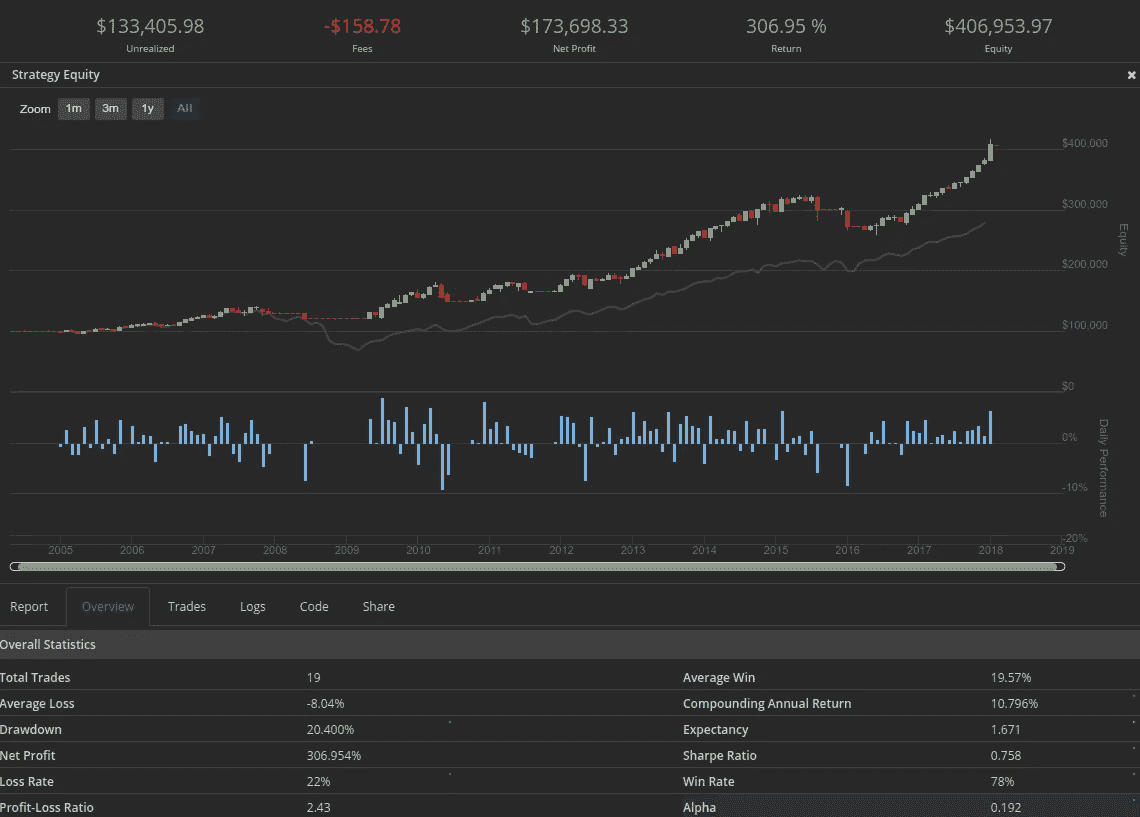 $133,405.98 -$158.78 $173,698.33 306.95 % $406,953.97
Unrealized Fees Net Profit Return Equity
Strategy Equity ×
Zoom 1m 3m 1y All
$400,000
$300,000
Equity
$200,000
$100,000
$0
0%
Daily Performance
-10%
-20%
2005 2006 2007 2008 2009 2010 2011 2012 2013 2014 2015 2016 2017 2018 2019
Report Overview Trades Logs Code Share
Overall Statistics
Total Trades 19 Average Win 19.57%
Average Loss -8.04% Compounding Annual Return 10.796%
Drawdown 20.400% Expectancy 1.671
Net Profit 306.954% Sharpe Ratio 0.758
Loss Rate 22% Win Rate 78%
Profit-Loss Ratio 2.43 Alpha 0.192